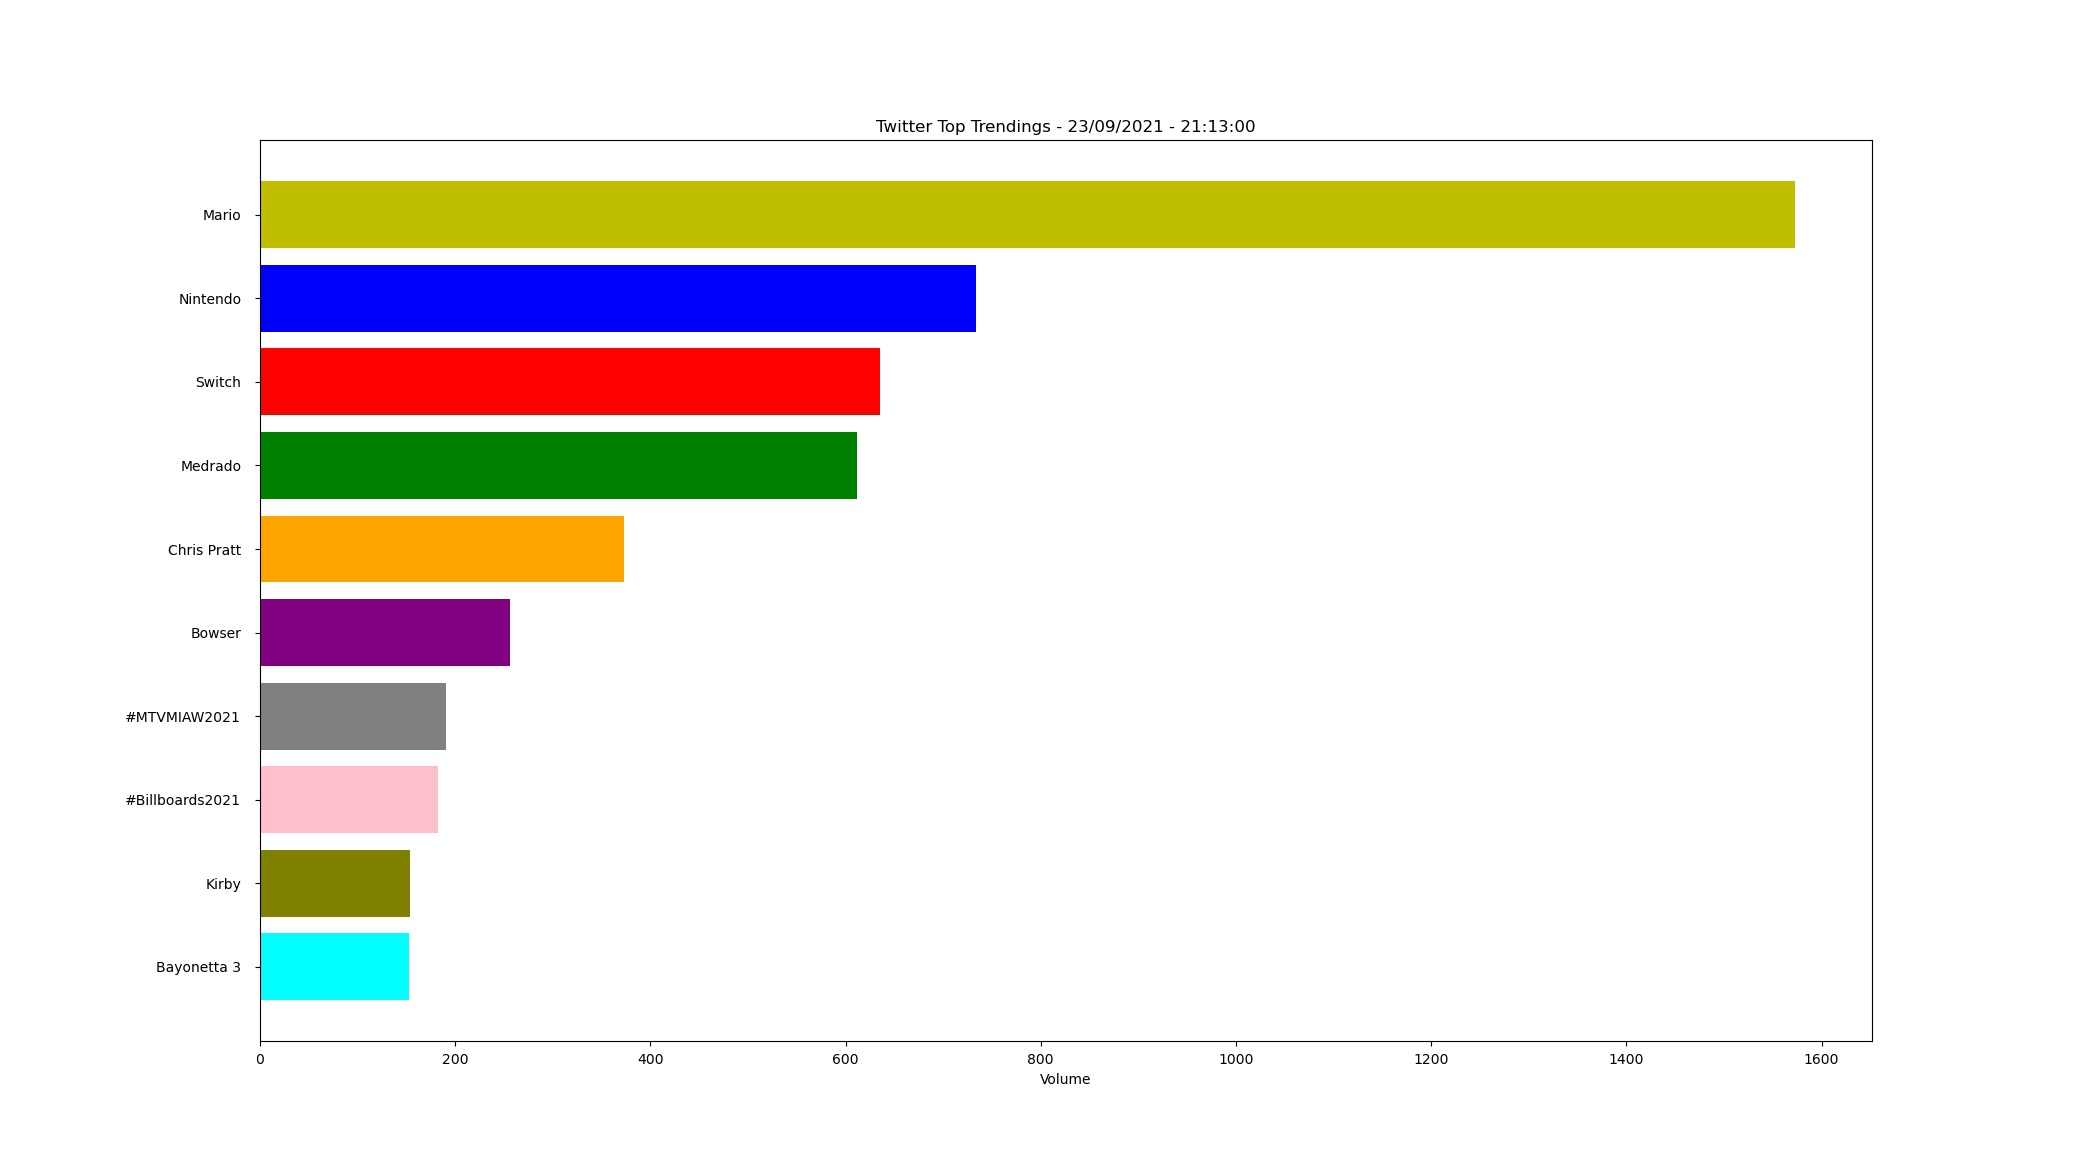 Twitter Top Trendings - 23/09/2021 - 21:13:00
Mario
Nintendo
Switch
Medrado
Chris Pratt
Bowser
#MTVMIAW2021
#Billboards2021
Kirby
Bayonetta 3
0 200 400 600 800 1000 1200 1400 1600
Volume